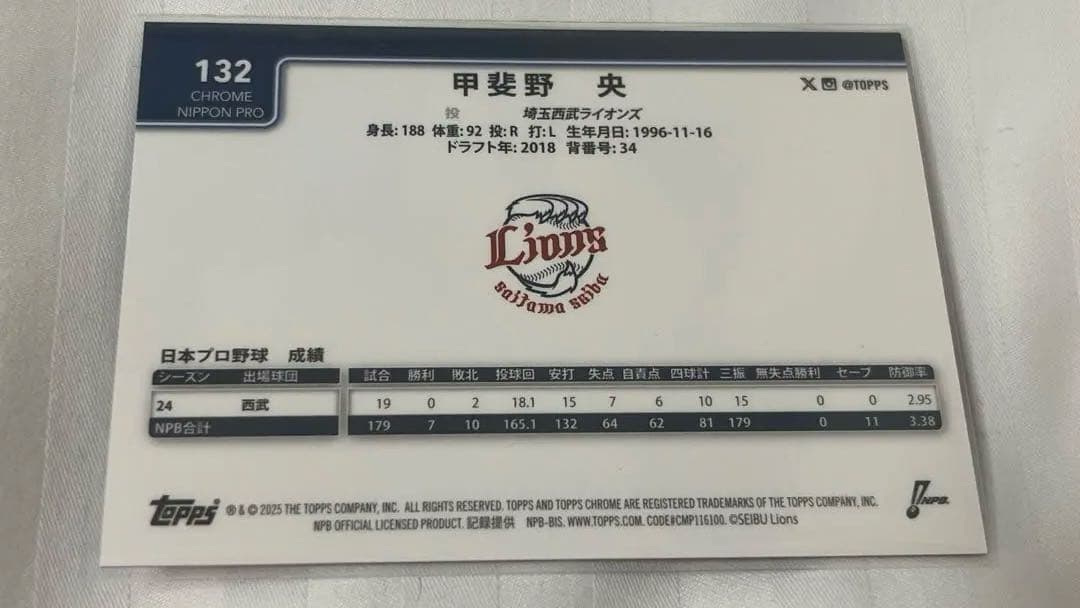 132
CHROME
NIPPON PRO
甲斐野 央
@TOPPS
投 埼玉西武ライオンズ
身長: 188 体重: 92 投: R 打: L 生年月日: 1996-11-16
ドラフト年: 2018 背番号: 34
Lions
saitama seibu
日本プロ野球 成績
シーズン 出場球団 試合 勝利 敗北 投球回 安打 失点 自責点 四球計 三振 無失点勝利 セーブ 防御率
24 西武 19 0 2 18.1 15 7 6 10 15 0 0 2.95
NPB合計 179 7 10 165.1 132 64 62 81 179 0 11 3.38
topps ® & © 2025 THE TOPPS COMPANY, INC. ALL RIGHTS RESERVED. TOPPS AND TOPPS CHROME ARE REGISTERED TRADEMARKS OF THE TOPPS COMPANY, INC.
NPB OFFICIAL LICENSED PRODUCT. 記録提供 NPB-BIS. WWW.TOPPS.COM. CODE#CMP116100. ©SEIBU Lions
NPB